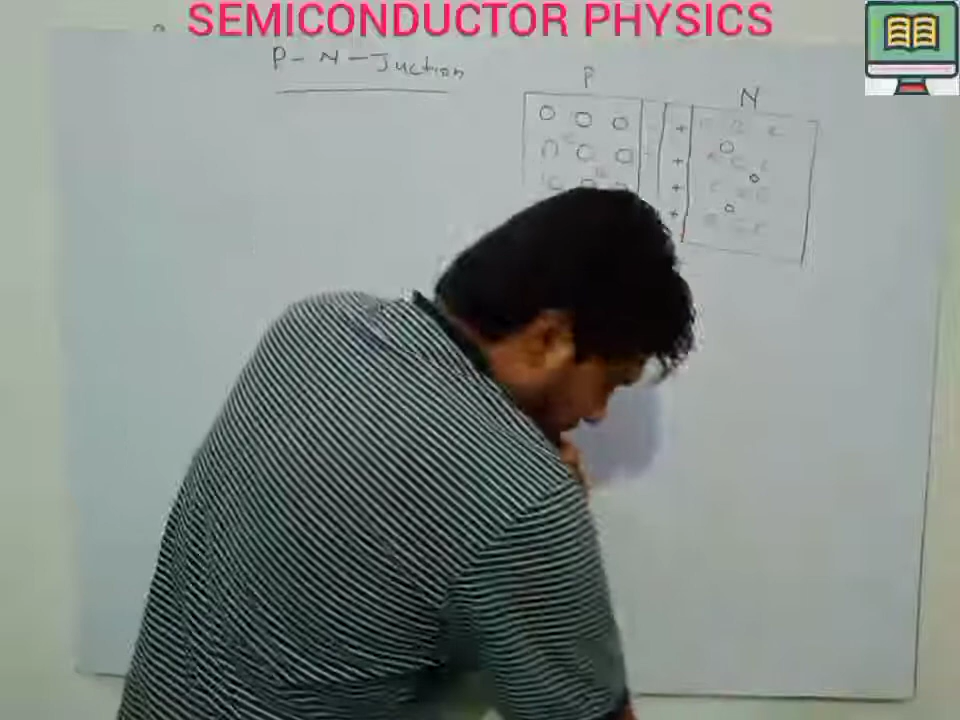 SEMICONDUCTOR PHYSICS
P-N-Juction
P
N
+
+
+
+